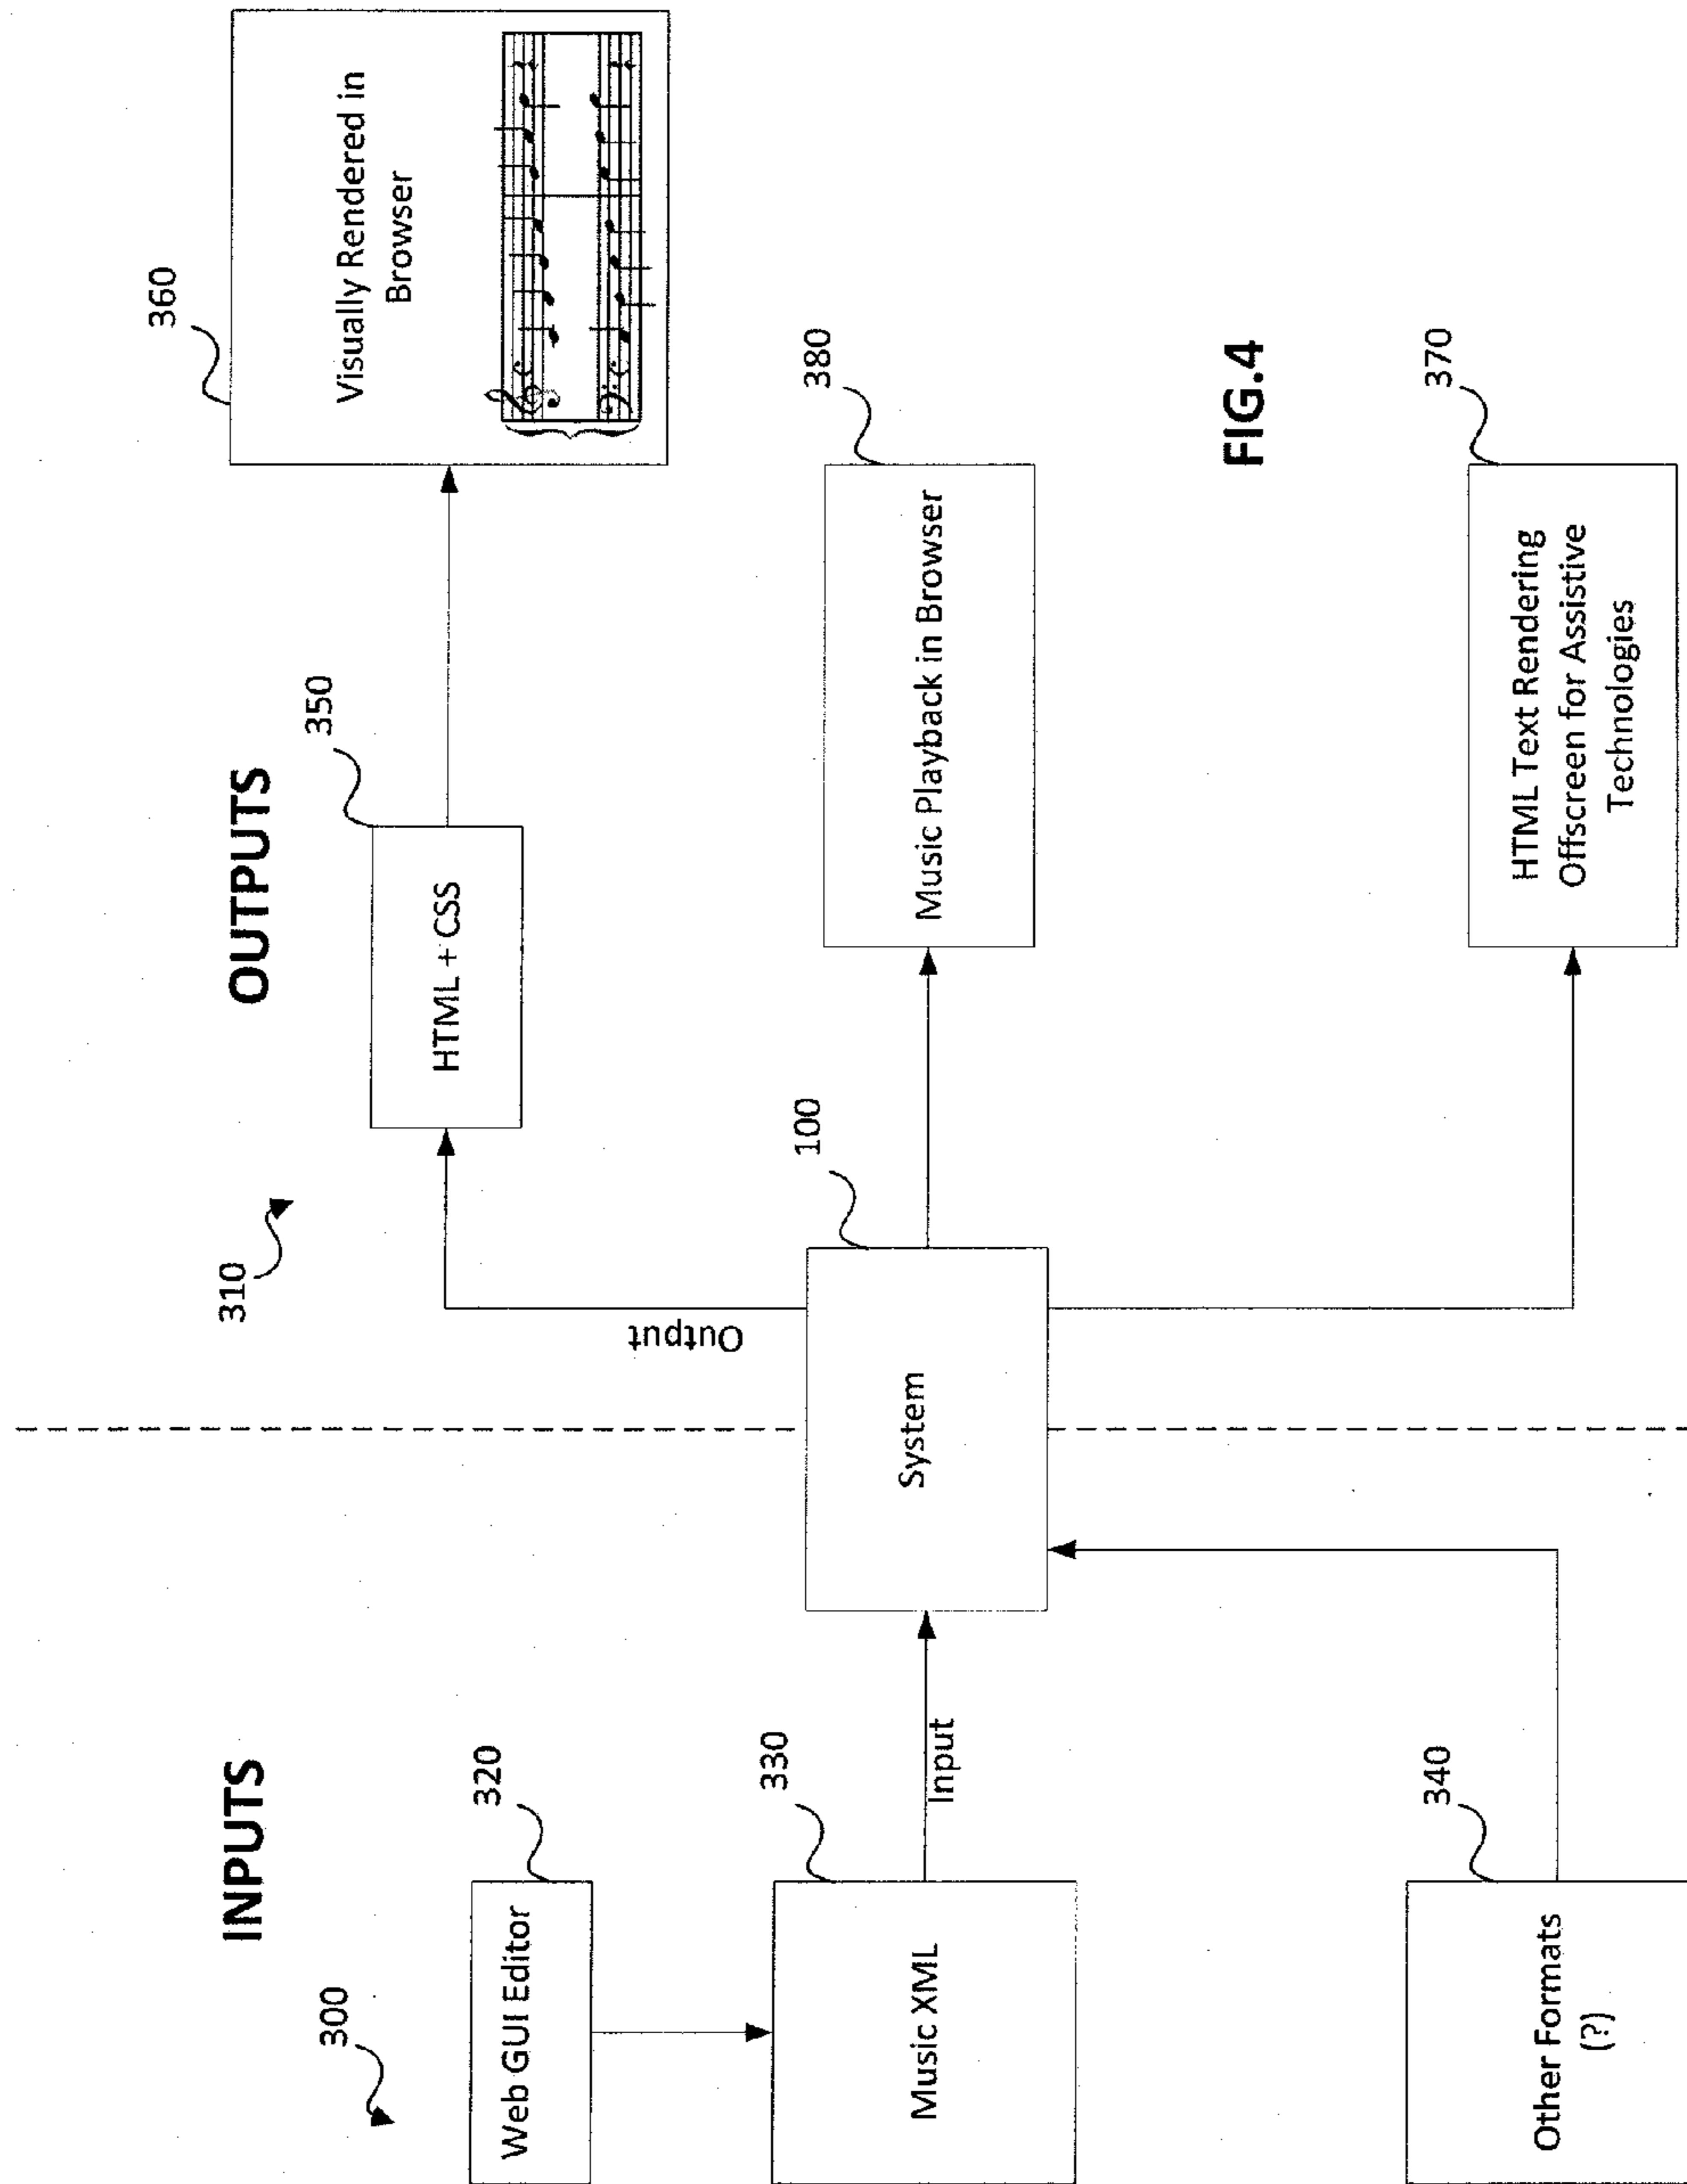 INPUTS
OUTPUTS
300
310
320
Web GUI Editor
330
Music XML
Input
340
Other Formats
(?)
100
System
Output
350
HTML + CSS
360
Visually Rendered in
Browser
380
Music Playback in Browser
370
HTML Text Rendering
Offscreen for Assistive
Technologies
FIG.4